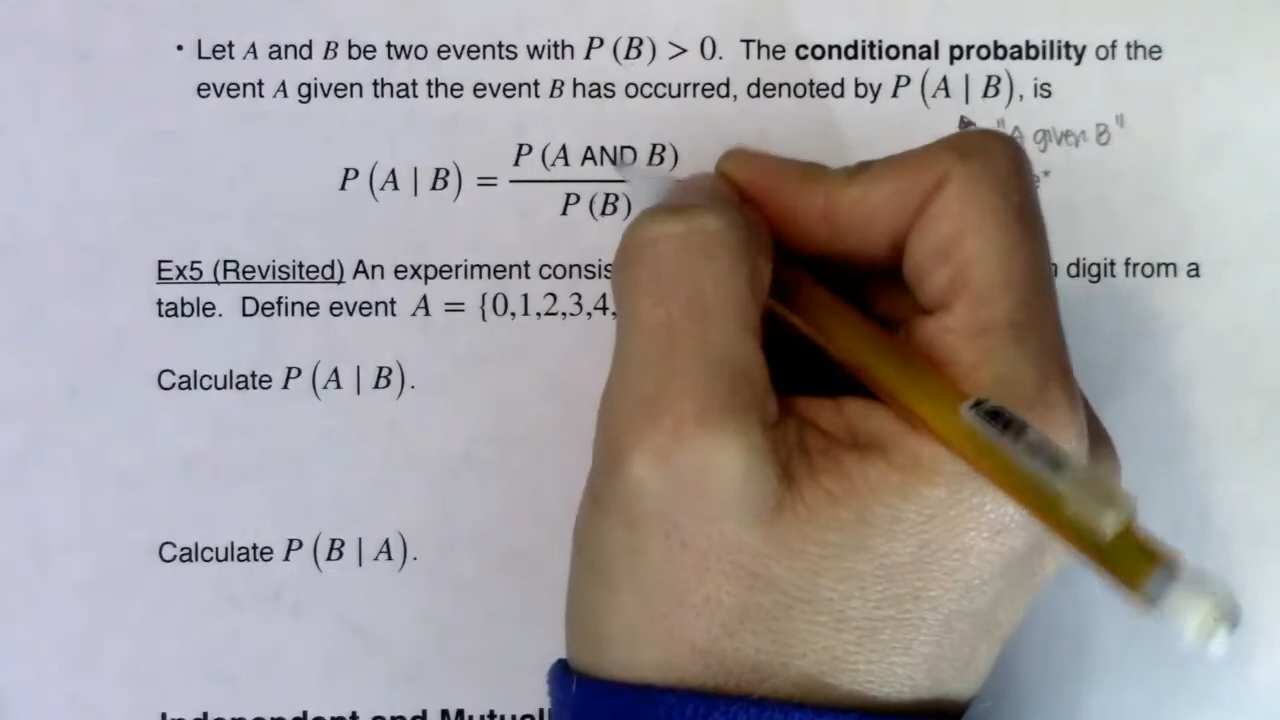 • Let A and B be two events with P (B) > 0. The conditional probability of the
event A given that the event B has occurred, denoted by P (A | B), is
"A given B"
P (A | B) = P (A AND B) / P (B)
Ex5 (Revisited) An experiment consis digit from a
table. Define event A = {0,1,2,3,4,
Calculate P (A | B).
Calculate P (B | A).